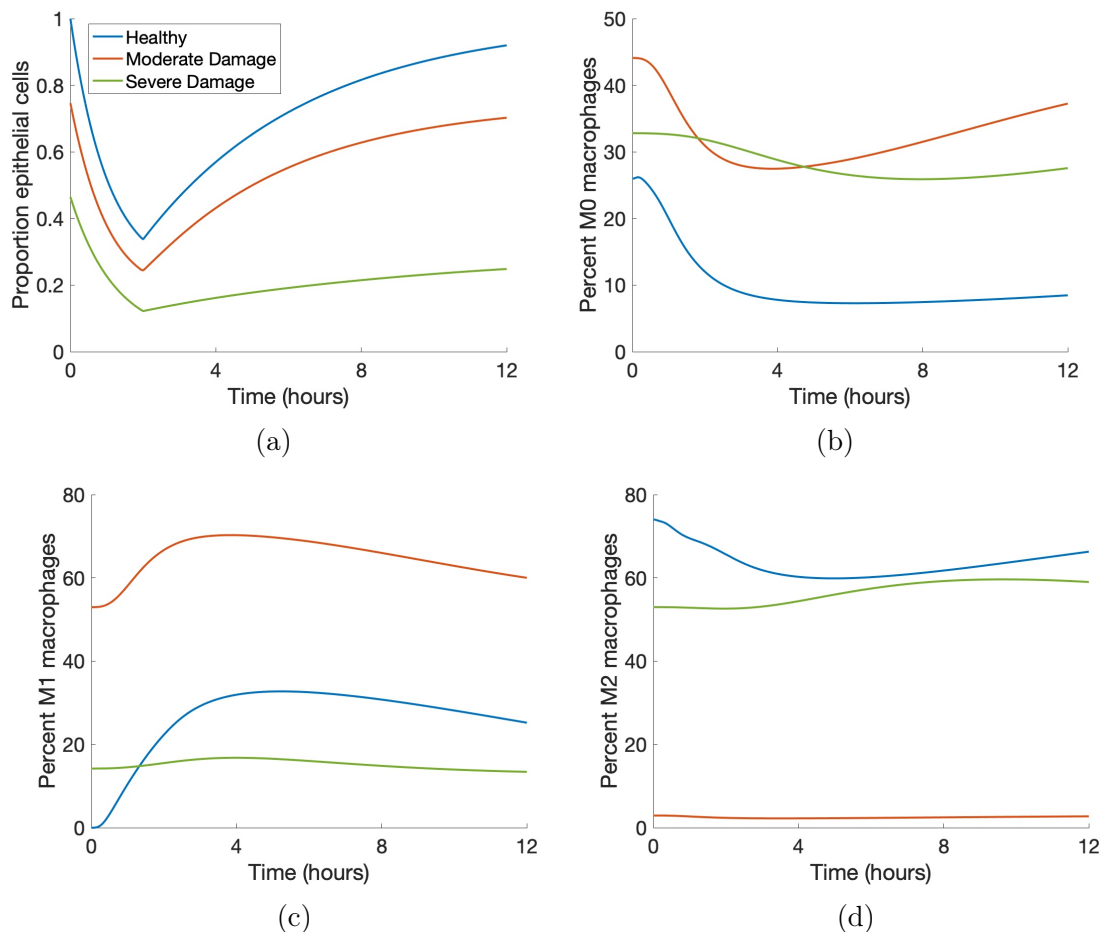 Proportion epithelial cells
1
0.8
0.6
0.4
0.2
0
Healthy
Moderate Damage
Severe Damage
0 4 8 12
Time (hours)
(a)
Percent M0 macrophages
50
40
30
20
10
0
0 4 8 12
Time (hours)
(b)
Percent M1 macrophages
80
60
40
20
0
0 4 8 12
Time (hours)
(c)
Percent M2 macrophages
80
60
40
20
0
0 4 8 12
Time (hours)
(d)